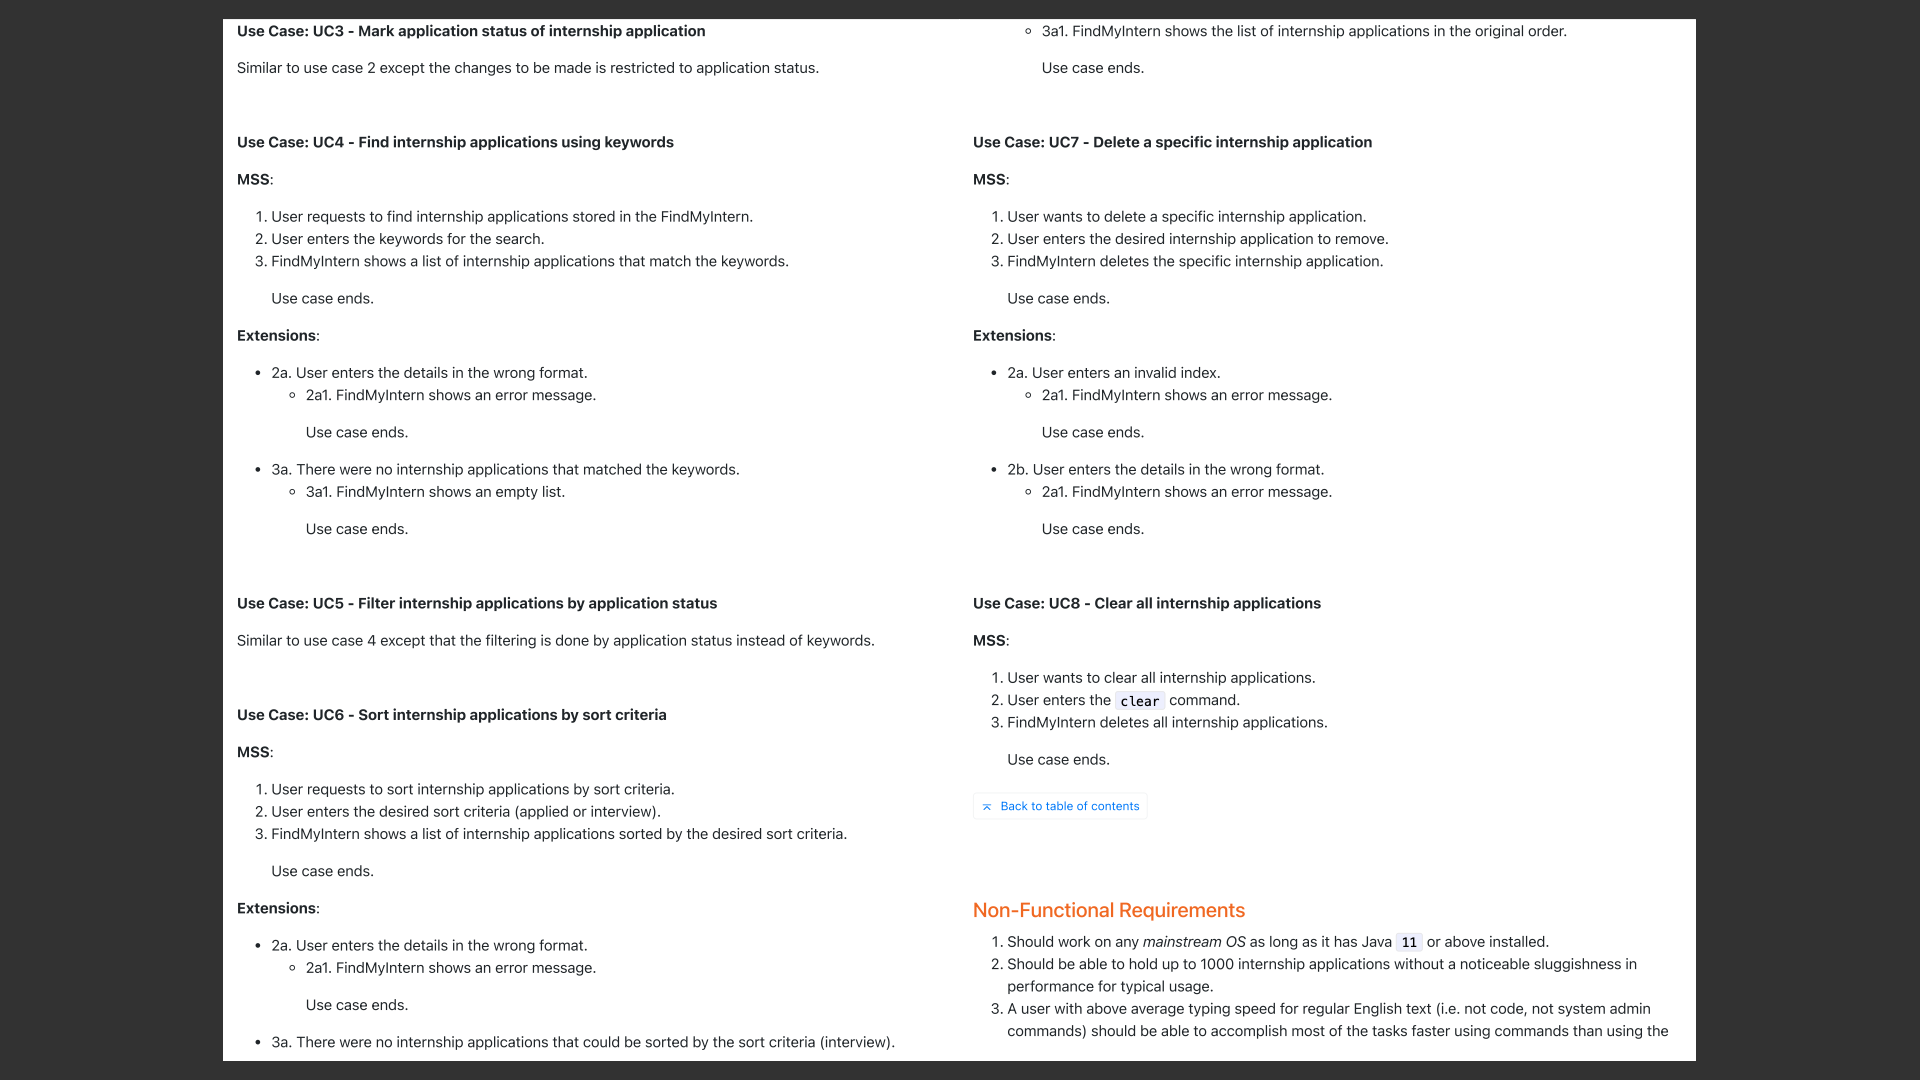 Use Case: UC3 - Mark application status of internship application
Similar to use case 2 except the changes to be made is restricted to application status.
Use Case: UC4 - Find internship applications using keywords
MSS:
1. User requests to find internship applications stored in the FindMyIntern.
2. User enters the keywords for the search.
3. FindMyIntern shows a list of internship applications that match the keywords.
Use case ends.
Extensions:
• 2a. User enters the details in the wrong format.
◦ 2a1. FindMyIntern shows an error message.
Use case ends.
• 3a. There were no internship applications that matched the keywords.
◦ 3a1. FindMyIntern shows an empty list.
Use case ends.
Use Case: UC5 - Filter internship applications by application status
Similar to use case 4 except that the filtering is done by application status instead of keywords.
Use Case: UC6 - Sort internship applications by sort criteria
MSS:
1. User requests to sort internship applications by sort criteria.
2. User enters the desired sort criteria (applied or interview).
3. FindMyIntern shows a list of internship applications sorted by the desired sort criteria.
Use case ends.
Extensions:
• 2a. User enters the details in the wrong format.
◦ 2a1. FindMyIntern shows an error message.
Use case ends.
• 3a. There were no internship applications that could be sorted by the sort criteria (interview).
◦ 3a1. FindMyIntern shows the list of internship applications in the original order.
Use case ends.
Use Case: UC7 - Delete a specific internship application
MSS:
1. User wants to delete a specific internship application.
2. User enters the desired internship application to remove.
3. FindMyIntern deletes the specific internship application.
Use case ends.
Extensions:
• 2a. User enters an invalid index.
◦ 2a1. FindMyIntern shows an error message.
Use case ends.
• 2b. User enters the details in the wrong format.
◦ 2a1. FindMyIntern shows an error message.
Use case ends.
Use Case: UC8 - Clear all internship applications
MSS:
1. User wants to clear all internship applications.
2. User enters the clear command.
3. FindMyIntern deletes all internship applications.
Use case ends.
Back to table of contents
Non-Functional Requirements
1. Should work on any mainstream OS as long as it has Java 11 or above installed.
2. Should be able to hold up to 1000 internship applications without a noticeable sluggishness in
performance for typical usage.
3. A user with above average typing speed for regular English text (i.e. not code, not system admin
commands) should be able to accomplish most of the tasks faster using commands than using the